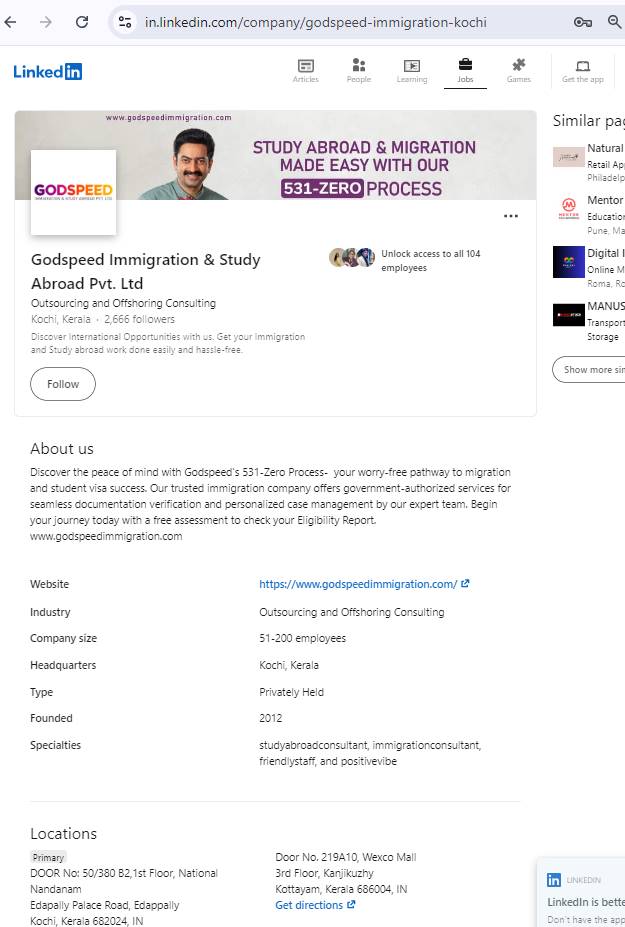 in.linkedin.com/company/godspeed-immigration-kochi
Linked in
Articles
People
Learning
Jobs
Games
Get the app
www.godspeedimmigration.com
STUDY ABROAD & MIGRATION
MADE EASY WITH OUR
531-ZERO PROCESS
GODSPEED
IMMIGRATION & STUDY ABROAD PVT. LTD
Godspeed Immigration & Study
Abroad Pvt. Ltd
Outsourcing and Offshoring Consulting
Kochi, Kerala · 2,666 followers
Discover International Opportunities with us. Get your Immigration
and Study abroad work done easily and hassle-free.
Follow
Unlock access to all 104
employees
Similar pag
Natural
Retail App
Philadelp
Mentor
Education
Pune, Ma
Digital I
Online M
Roma, Ro
MANUS
Transport
Storage
Show more sim
About us
Discover the peace of mind with Godspeed's 531-Zero Process- your worry-free pathway to migration
and student visa success. Our trusted immigration company offers government-authorized services for
seamless documentation verification and personalized case management by our expert team. Begin
your journey today with a free assessment to check your Eligibility Report.
www.godspeedimmigration.com
Website
https://www.godspeedimmigration.com/
Industry
Outsourcing and Offshoring Consulting
Company size
51-200 employees
Headquarters
Kochi, Kerala
Type
Privately Held
Founded
2012
Specialties
studyabroadconsultant, immigrationconsultant,
friendlystaff, and positivevibe
Locations
Primary
DOOR No: 50/380 B2,1st Floor, National
Nandanam
Edapally Palace Road, Edappally
Kochi, Kerala 682024, IN
Door No. 219A10, Wexco Mall
3rd Floor, Kanjikuzhy
Kottayam, Kerala 686004, IN
Get directions
in LINKEDIN
LinkedIn is bette
Don't have the app